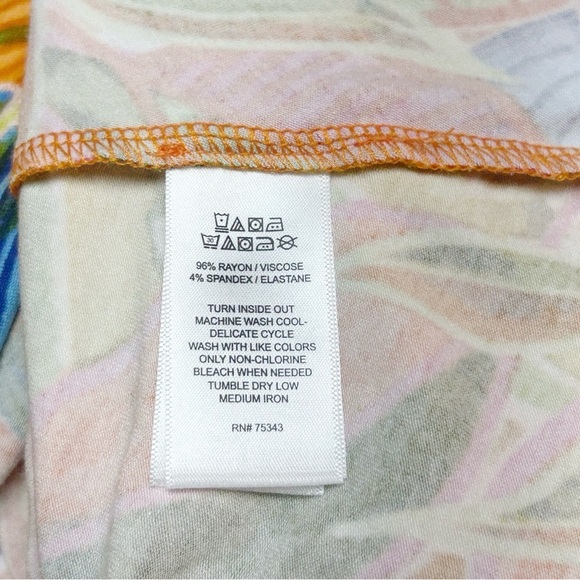 96% RAYON / VISCOSE
4% SPANDEX / ELASTANE
TURN INSIDE OUT
MACHINE WASH COOL-
DELICATE CYCLE
WASH WITH LIKE COLORS
ONLY NON-CHLORINE
BLEACH WHEN NEEDED
TUMBLE DRY LOW
MEDIUM IRON
RN# 75343